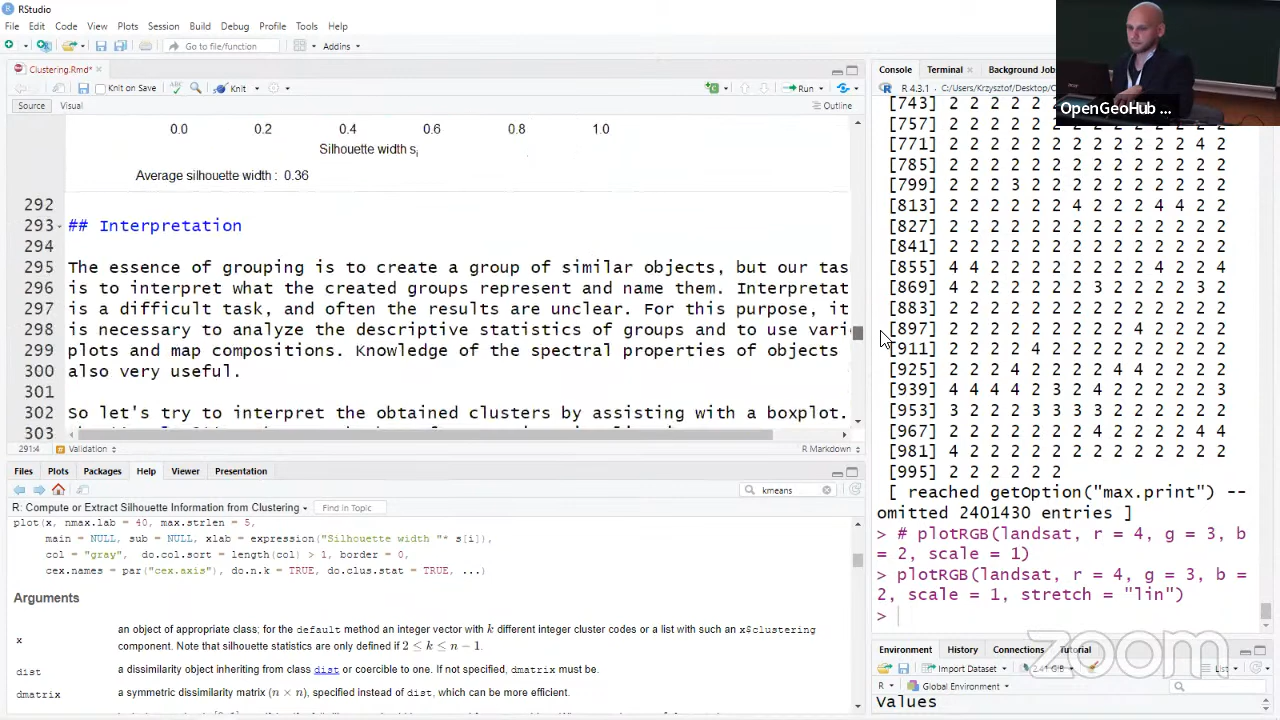 RStudio
File Edit Code View Plots Session Build Debug Profile Tools Help
Go to file/function Addins
Clustering.Rmd*
Knit on Save Knit Run
Source Visual Outline
0.0 0.2 0.4 0.6 0.8 1.0
Silhouette width si
Average silhouette width : 0.36
292
293 ## Interpretation
294
295 The essence of grouping is to create a group of similar objects, but our tas
296 is to interpret what the created groups represent and name them. Interpretat
297 is a difficult task, and often the results are unclear. For this purpose, it
298 is necessary to analyze the descriptive statistics of groups and to use vari
299 plots and map compositions. Knowledge of the spectral properties of objects
300 also very useful.
301
302 So let's try to interpret the obtained clusters by assisting with a boxplot.
303
291:4 Validation R Markdown
Files Plots Packages Help Viewer Presentation
kmeans
R: Compute or Extract Silhouette Information from Clustering Find in Topic
plot(x, nmax.lab = 40, max.strlen = 5,
main = NULL, sub = NULL, xlab = expression("Silhouette width "* s[i]),
col = "gray", do.col.sort = length(col) > 1, border = 0,
cex.names = par("cex.axis"), do.n.k = TRUE, do.clus.stat = TRUE, ...)
Arguments
x an object of appropriate class; for the default method an integer vector with k different integer cluster codes or a list with such an x$clustering
component. Note that silhouette statistics are only defined if 2 ≤ k ≤ n − 1.
dist a dissimilarity object inheriting from class dist or coercible to one. If not specified, dmatrix must be.
dmatrix a symmetric dissimilarity matrix (n × n), specified instead of dist, which can be more efficient.
Console Terminal Background Job
R 4.3.1 · C:/Users/Krzysztof/Desktop/C
OpenGeoHub ...
[743] 2 2 2 2 2
[757] 2 2 2 2 2 2 2 2 2 2 2 2 2 2
[771] 2 2 2 2 2 2 2 2 2 2 2 2 4 2
[785] 2 2 2 2 2 2 2 2 2 2 2 2 2 2
[799] 2 2 2 3 2 2 2 2 2 2 2 2 2 2
[813] 2 2 2 2 2 2 4 2 2 2 4 4 2 2
[827] 2 2 2 2 2 2 2 2 2 2 2 2 2 2
[841] 2 2 2 2 2 2 2 2 2 2 2 2 2 2
[855] 4 4 2 2 2 2 2 2 2 2 4 2 2 4
[869] 4 2 2 2 2 2 2 3 2 2 2 2 3 2
[883] 2 2 2 2 2 2 2 2 2 2 2 2 2 2
[897] 2 2 2 2 2 2 2 2 2 4 2 2 2 2
[911] 2 2 2 2 4 2 2 2 2 2 2 2 2 2
[925] 2 2 2 4 2 2 2 2 4 4 2 2 2 2
[939] 4 4 4 4 2 3 2 4 2 2 2 2 2 3
[953] 3 2 2 2 3 3 3 3 2 2 2 2 2 2
[967] 2 2 2 2 2 2 2 4 2 2 2 2 4 4
[981] 4 2 2 2 2 2 2 2 2 2 2 2 2 2
[995] 2 2 2 2 2 2
[ reached getOption("max.print") --
omitted 2401430 entries ]
> # plotRGB(landsat, r = 4, g = 3, b
= 2, scale = 1)
> plotRGB(landsat, r = 4, g = 3, b =
2, scale = 1, stretch = "lin")
>
zoom
Environment History Connections Tutorial
Import Dataset 2.41 GiB List
R Global Environment
Values